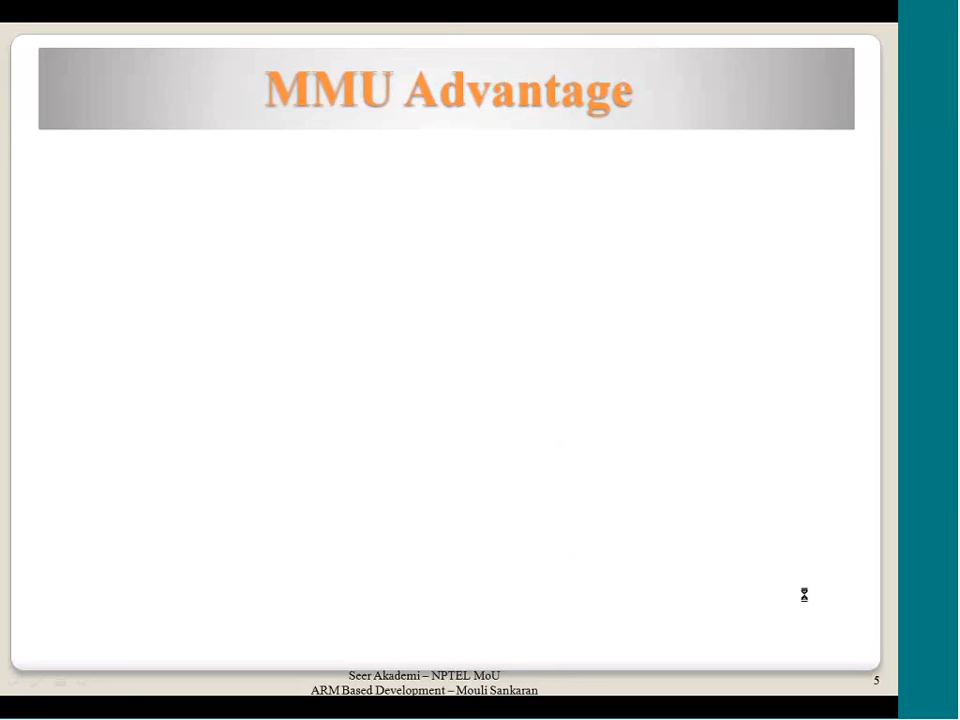 MMU Advantage
Seer Akademi – NPTEL MoU
ARM Based Development – Mouli Sankaran
5